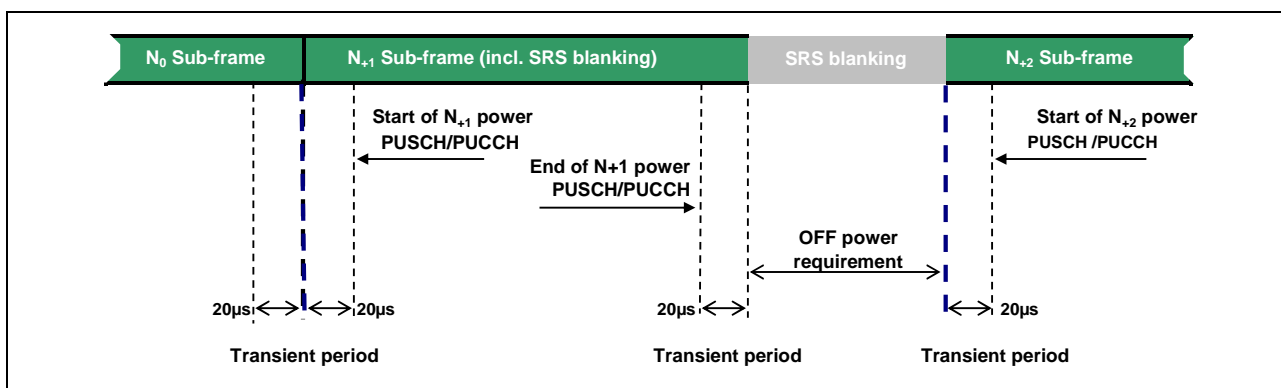 N0 Sub-frame
N+1 Sub-frame (incl. SRS blanking)
SRS blanking
N+2 Sub-frame
Start of N+1 power
PUSCH/PUCCH
End of N+1 power
PUSCH/PUCCH
Start of N+2 power
PUSCH /PUCCH
OFF power
requirement
20µs
20µs
20µs
20µs
Transient period
Transient period
Transient period